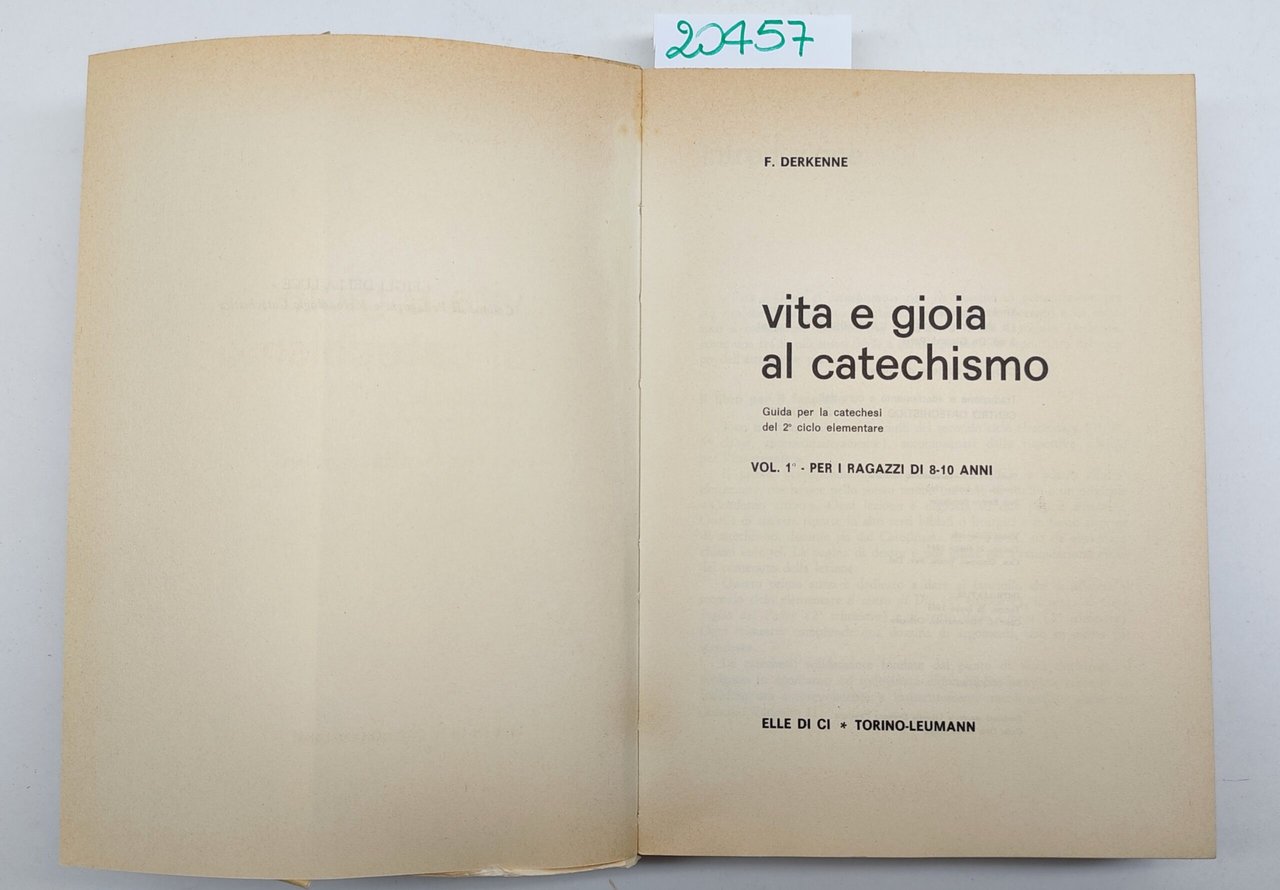 20457
F. DERKENNE
vita e gioia
al catechismo
Guida per la catechesi
del 2° ciclo elementare
VOL. 1° - PER I RAGAZZI DI 8-10 ANNI
ELLE DI CI * TORINO-LEUMANN